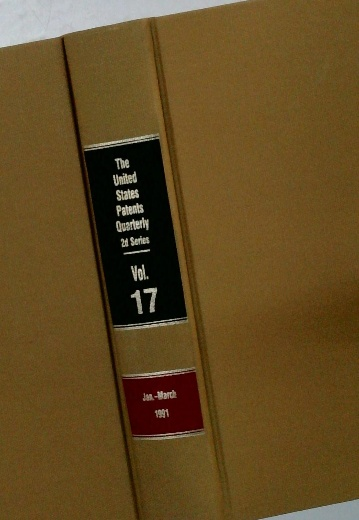 The
United
States
Patents
Quarterly
2d Series
Vol.
17
Jan.-March
1991